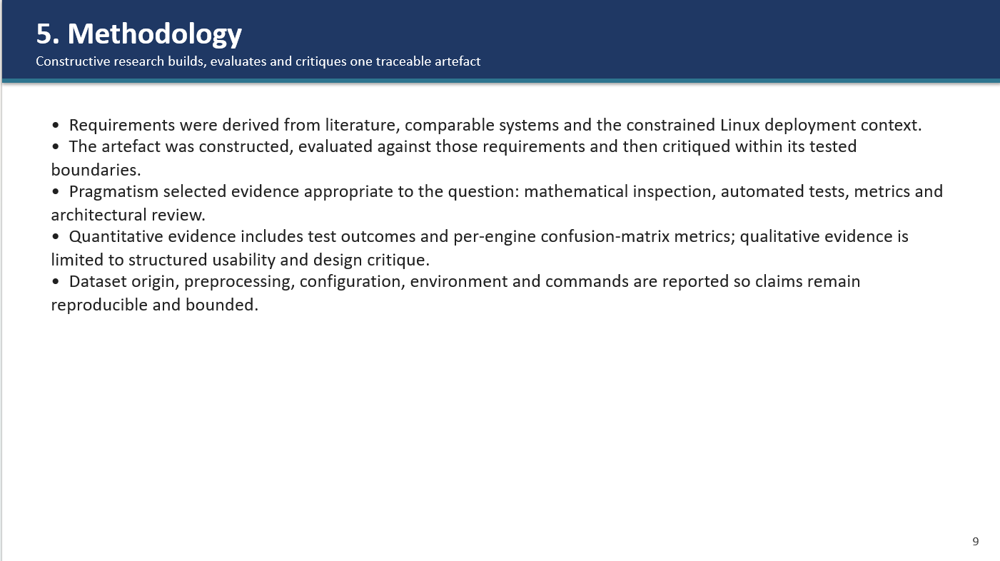 5. Methodology
Constructive research builds, evaluates and critiques one traceable artefact
• Requirements were derived from literature, comparable systems and the constrained Linux deployment context.
• The artefact was constructed, evaluated against those requirements and then critiqued within its tested
boundaries.
• Pragmatism selected evidence appropriate to the question: mathematical inspection, automated tests, metrics and
architectural review.
• Quantitative evidence includes test outcomes and per-engine confusion-matrix metrics; qualitative evidence is
limited to structured usability and design critique.
• Dataset origin, preprocessing, configuration, environment and commands are reported so claims remain
reproducible and bounded.
9